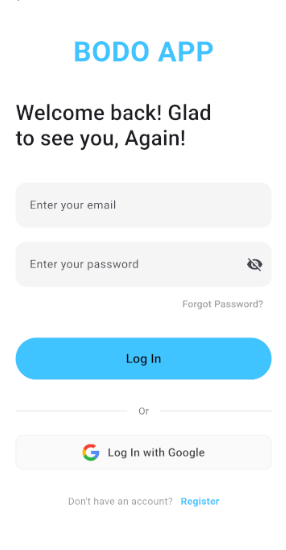 BODO APP
Welcome back! Glad
to see you, Again!
Enter your email
Enter your password
Forgot Password?
Log In
Or
Log In with Google
Don't have an account? Register